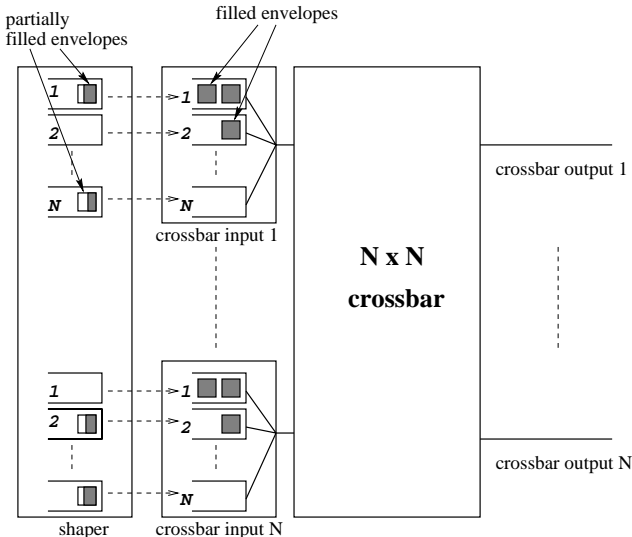 partially
filled envelopes
filled envelopes
1
2
N
1
2
N
crossbar input 1
N x N
crossbar
crossbar output 1
1
2
1
2
N
shaper
crossbar input N
crossbar output N